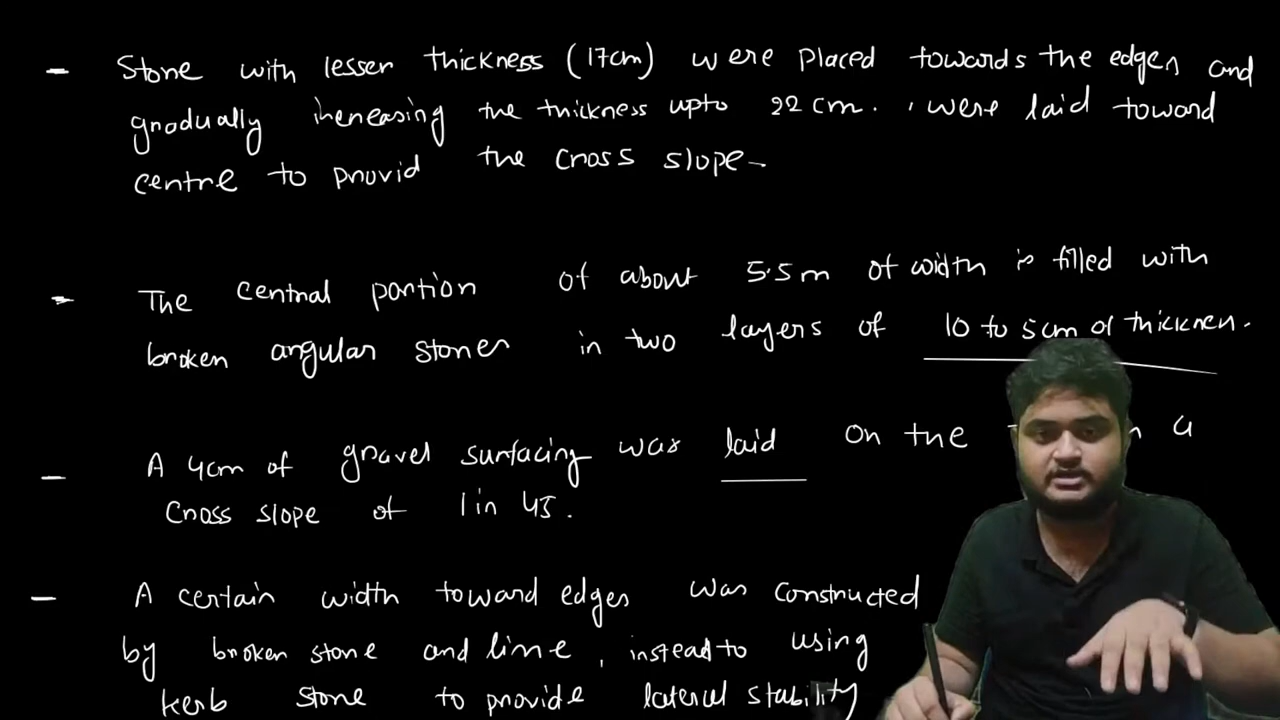 - Stone with lesser thickness (17cm) were placed towards the edges and
gradually increasing the thickness upto 22 cm. , were laid toward
centre to provid the cross slope-
- The central portion of about 5.5m of width is filled with
broken angular stones in two layers of 10 to 5cm of thicknen.
- A 4cm of gravel surfacing was laid on the a
cross slope of 1 in 45.
- A certain width toward edges was constructed
by broken stone and lime, instead to using
kerb stone to provide lateral stability